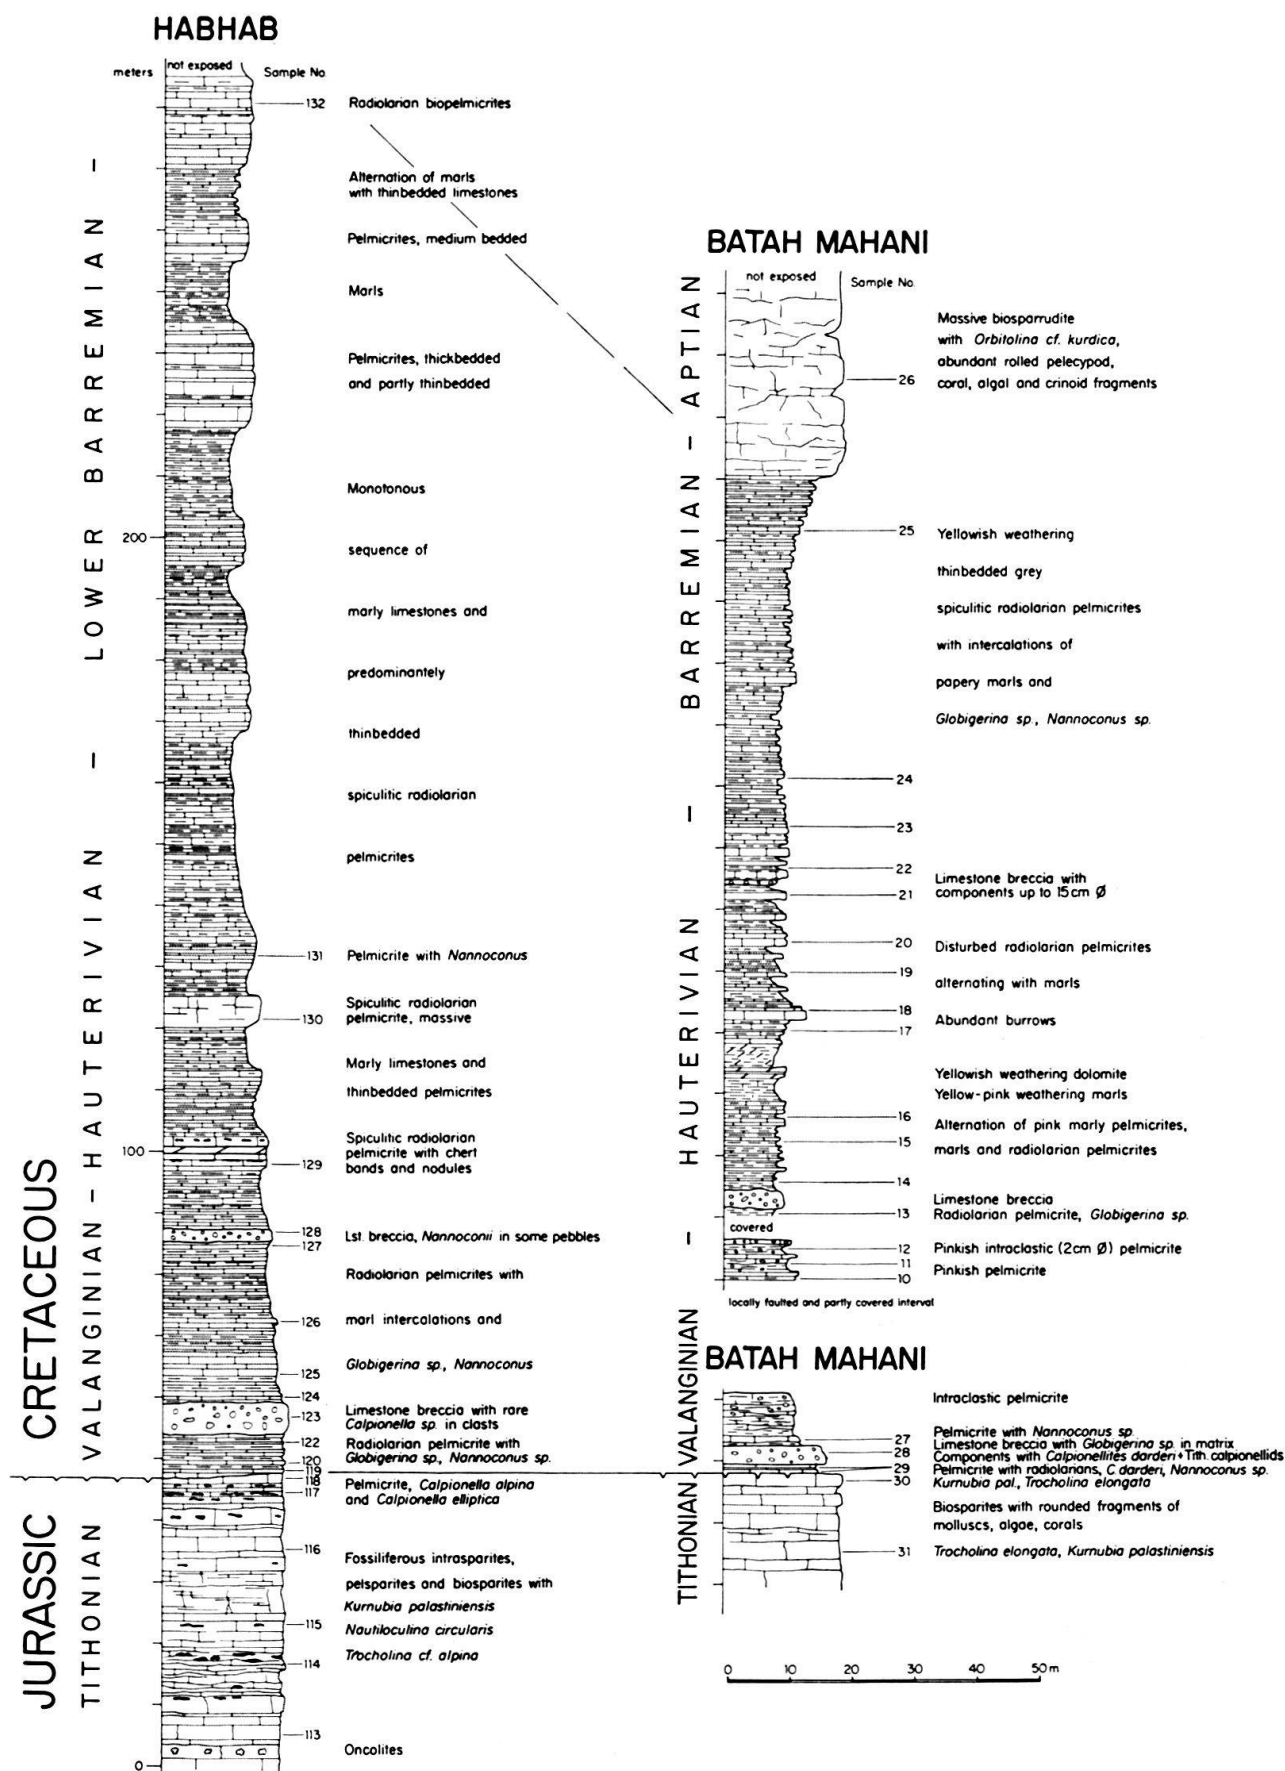 HABHAB
meters
not exposed
Sample No.
132
Radiolarian biopelmicrites
Alternation of marls
with thinbedded limestones
Pelmicrites, medium bedded
Marls
Pelmicrites, thickbedded
and partly thinbedded
Monotonous
200
sequence of
marly limestones and
predominantely
thinbedded
spiculitic radiolarian
pelmicrites
131
Pelmicrite with Nannoconus
Spiculitic radiolarian
pelmicrite, massive
130
Marly limestones and
thinbedded pelmicrites
Spiculitic radiolarian
pelmicrite with chert
bands and nodules
100
129
128
Lst. breccia, Nannoconii in some pebbles
127
Radiolarian pelmicrites with
126
marl intercalations and
Globigerina sp., Nannoconus
125
124
Limestone breccia with rare
Calpionella sp. in clasts
123
122
Radiolarian pelmicrite with
Globigerina sp., Nannoconus sp.
120
119
118
Pelmicrite, Calpionella alpina
and Calpionella elliptica
117
116
Fossiliferous intrasparites,
pelsparites and biosparites with
Kurnubia palastiniensis
115
Nautiloculina circularis
Trocholina cf. alpina
114
113
Oncolites
0
JURASSIC CRETACEOUS
TITHONIAN VALANGINIAN – HAUTERIVIAN – LOWER BARREMIAN –
BATAH MAHANI
not exposed
Sample No.
Massive biosparrudite
with Orbitolina cf. kurdica,
abundant rolled pelecypod,
coral, algal and crinoid fragments
26
25
Yellowish weathering
thinbedded grey
spiculitic radiolarian pelmicrites
with intercalations of
papery marls and
Globigerina sp., Nannoconus sp.
24
23
22
Limestone breccia with
components up to 15cm Ø
21
20
Disturbed radiolarian pelmicrites
19
alternating with marls
18
Abundant burrows
17
Yellowish weathering dolomite
Yellow-pink weathering marls
16
Alternation of pink marly pelmicrites,
15
marls and radiolarian pelmicrites
14
Limestone breccia
13
Radiolarian pelmicrite, Globigerina sp.
covered
12
Pinkish intraclastic (2cm Ø) pelmicrite
11
Pinkish pelmicrite
10
locally faulted and partly covered interval
BATAH MAHANI
Intraclastic pelmicrite
Pelmicrite with Nannoconus sp.
27
Limestone breccia with Globigerina sp. in matrix
28
Components with Calpionellites darderi + Tith. calpionellids
29
Pelmicrite with radiolarians, C. darderi, Nannoconus sp.
30
Kurnubia pal., Trocholina elongata
Biosparites with rounded fragments of
molluscs, algae, corals
31
Trocholina elongata, Kurnubia palastiniensis
TITHONIAN VALANGINIAN – HAUTERIVIAN – BARREMIAN – APTIAN
0 10 20 30 40 50 m